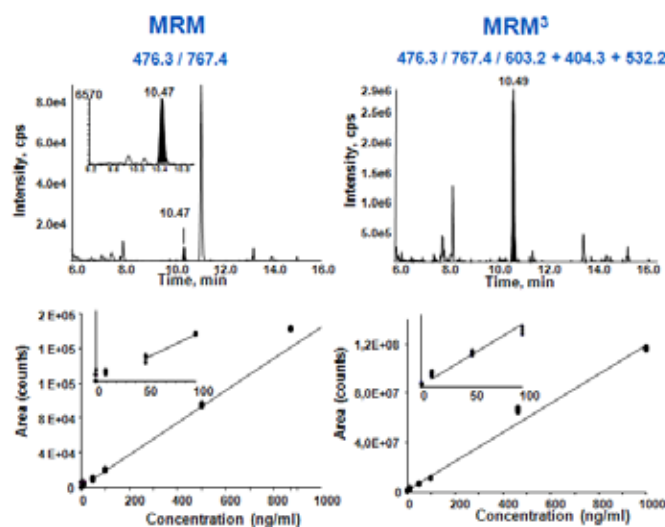 MRM
476.3 / 767.4
MRM³
476.3 / 767.4 / 603.2 + 404.3 + 532.2
Intensity, cps
8.0e4
6.0e4
4.0e4
2.0e4
6570
10.47
10.47
6.0 8.0 10.0 12.0 14.0 16.0
Time, min
Intensity, cps
2.9e6
2.5e6
2.0e6
1.5e6
1.0e6
5.0e5
10.49
6.0 8.0 10.0 12.0 14.0 16.0
Time, min
Area (counts)
2 E+05
1 E+05
1 E+05
8 E+04
4 E+04
0
0 50 100
0 200 400 600 800 1000
Concentration (ng/ml)
Area (counts)
1,2E+08
8.0E+07
4.0E+07
0.0
0 50 100
0 200 400 600 800 1000
Concentration (ng/ml)